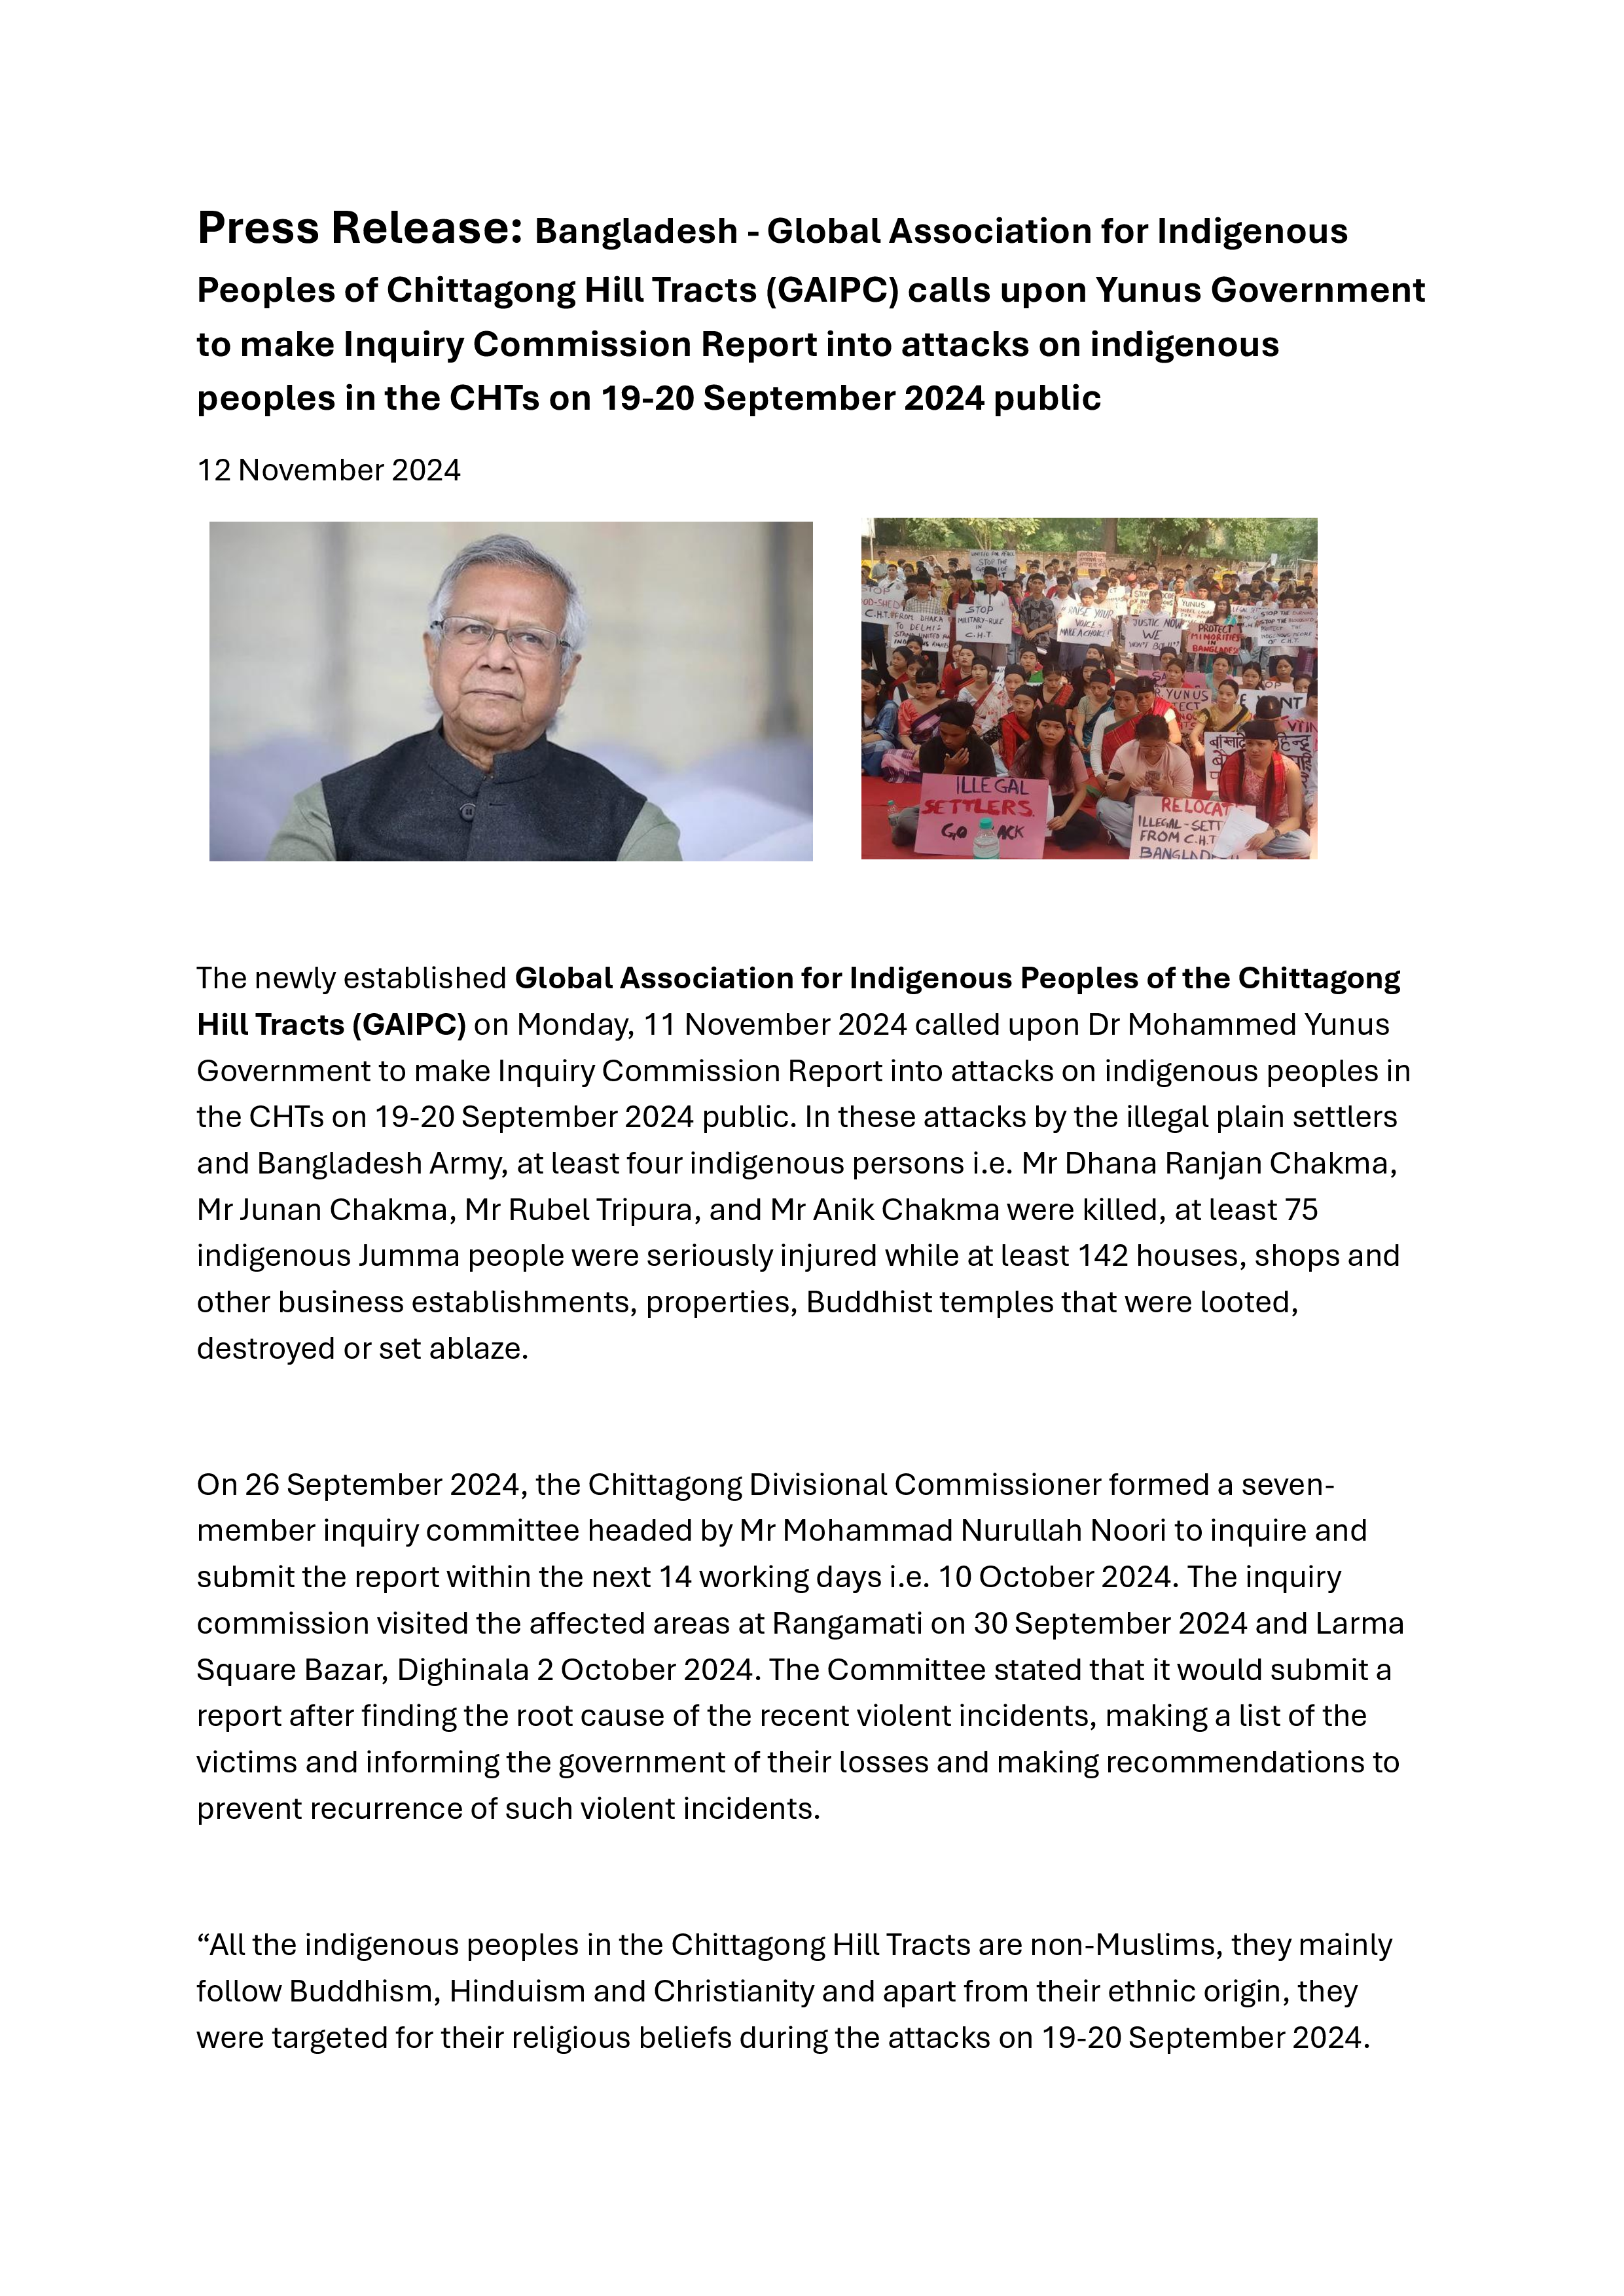 Press Release: Bangladesh - Global Association for Indigenous
Peoples of Chittagong Hill Tracts (GAIPC) calls upon Yunus Government
to make Inquiry Commission Report into attacks on indigenous
peoples in the CHTs on 19-20 September 2024 public
12 November 2024
STOP
MILITARY-RULE
IN
C.H.T
RAISE YOUR
VOICE
MAKE A CHOICE
JUSTIC NOW
WE
YUNUS
PROTECT
MINORITIES
IN
BANGLADESH
C.H.T. FROM DHAKA
TO DELHI
YUNUS
ILLEGAL
SETTLERS
GO ACK
RELOCAT
ILLEGAL-SETT
FROM C.H.T
BANGLAD
The newly established Global Association for Indigenous Peoples of the Chittagong
Hill Tracts (GAIPC) on Monday, 11 November 2024 called upon Dr Mohammed Yunus
Government to make Inquiry Commission Report into attacks on indigenous peoples in
the CHTs on 19-20 September 2024 public. In these attacks by the illegal plain settlers
and Bangladesh Army, at least four indigenous persons i.e. Mr Dhana Ranjan Chakma,
Mr Junan Chakma, Mr Rubel Tripura, and Mr Anik Chakma were killed, at least 75
indigenous Jumma people were seriously injured while at least 142 houses, shops and
other business establishments, properties, Buddhist temples that were looted,
destroyed or set ablaze.
On 26 September 2024, the Chittagong Divisional Commissioner formed a seven-
member inquiry committee headed by Mr Mohammad Nurullah Noori to inquire and
submit the report within the next 14 working days i.e. 10 October 2024. The inquiry
commission visited the affected areas at Rangamati on 30 September 2024 and Larma
Square Bazar, Dighinala 2 October 2024. The Committee stated that it would submit a
report after finding the root cause of the recent violent incidents, making a list of the
victims and informing the government of their losses and making recommendations to
prevent recurrence of such violent incidents.
“All the indigenous peoples in the Chittagong Hill Tracts are non-Muslims, they mainly
follow Buddhism, Hinduism and Christianity and apart from their ethnic origin, they
were targeted for their religious beliefs during the attacks on 19-20 September 2024.